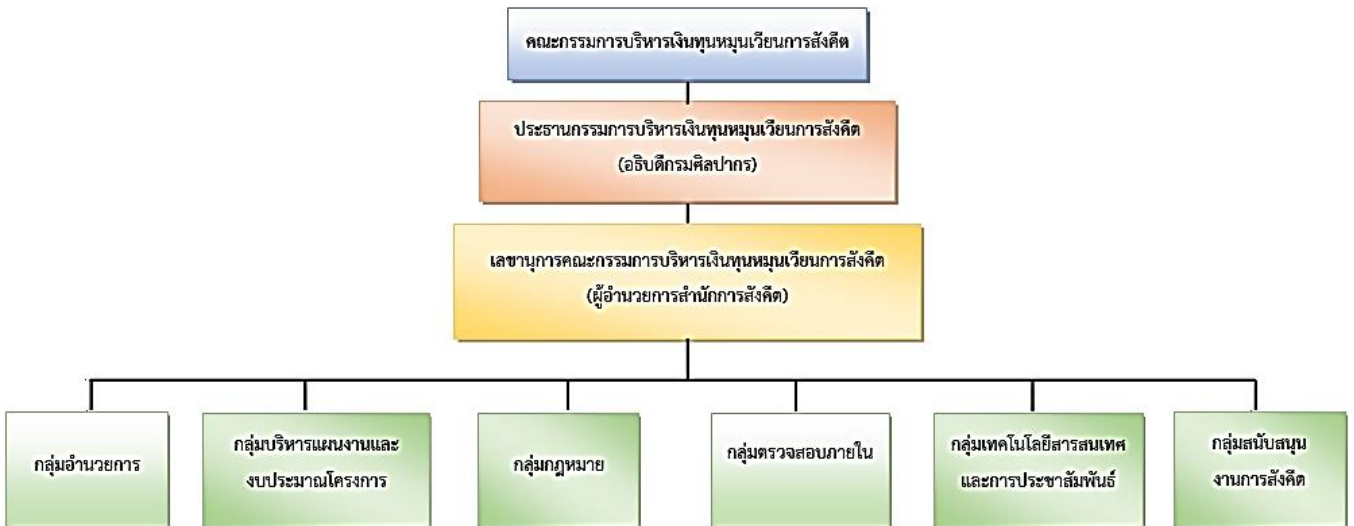 คณะกรรมการบริหารเงินทุนหมุนเวียนการสังคีต
ประธานกรรมการบริหารเงินทุนหมุนเวียนการสังคีต
(อธิบดีกรมศิลปากร)
เลขานุการคณะกรรมการบริหารเงินทุนหมุนเวียนการสังคีต
(ผู้อำนวยการสำนักการสังคีต)
กลุ่มอำนวยการ
กลุ่มบริหารแผนงานและ
งบประมาณโครงการ
กลุ่มกฎหมาย
กลุ่มตรวจสอบภายใน
กลุ่มเทคโนโลยีสารสนเทศ
และการประชาสัมพันธ์
กลุ่มสนับสนุน
งานการสังคีต